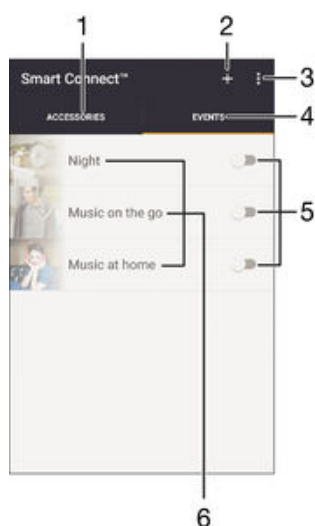 1
2
Smart Connect™
3
ACCESSORIES
EVENTS
4
Night
Music on the go
5
Music at home
6